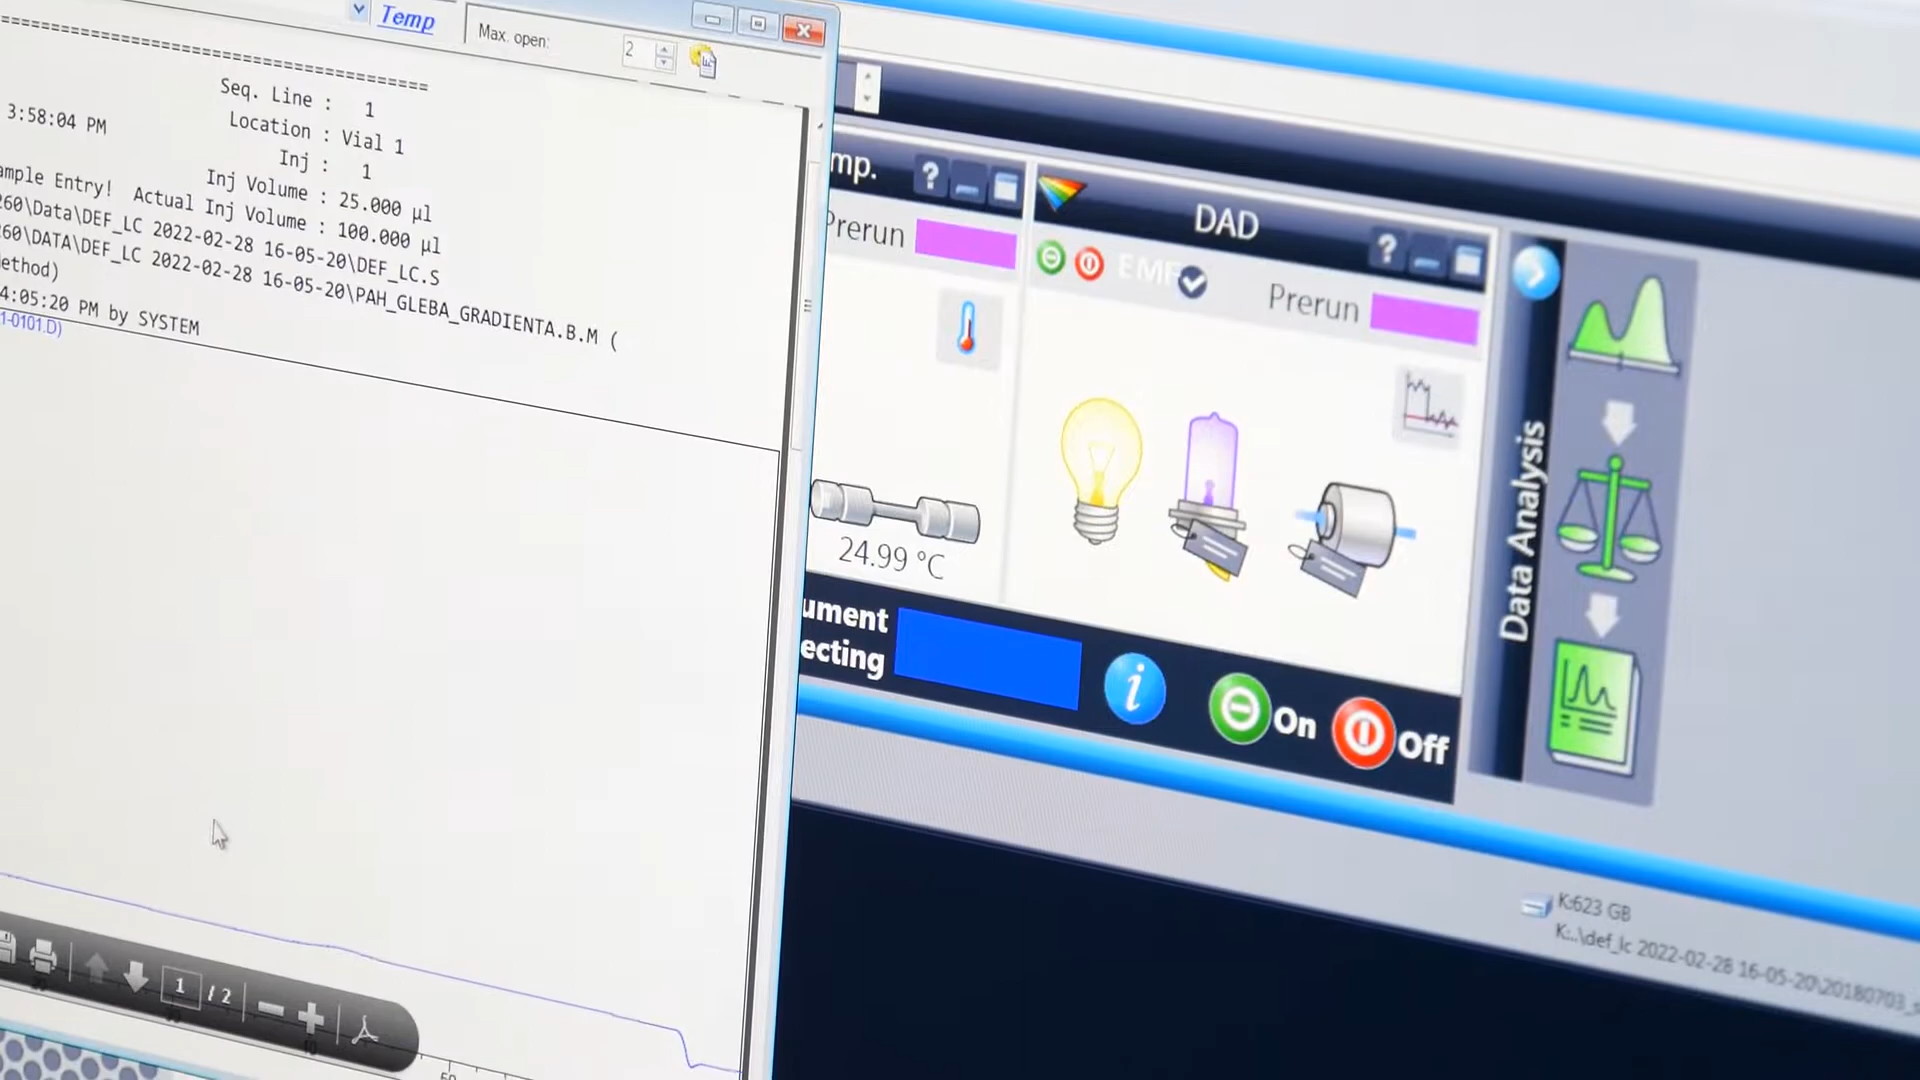 Temp
Max. open:
2
Seq. Line : 1
3:58:04 PM
Location : Vial 1
Inj : 1
Inj Volume : 25.000 µl
ample Entry! Actual Inj Volume : 100.000 µl
260\Data\DEF_LC 2022-02-28 16-05-20\DEF_LC.S
60\DATA\DEF_LC 2022-02-28 16-05-20\PAH_GLEBA_GRADIENTA.B.M (
ethod)
4:05:20 PM by SYSTEM
1-0101.D)
1 / 2
mp.
?
Prerun
24.99 °C
DAD
?
EMF
Prerun
ument
ecting
i
On
Off
Data Analysis
K:623 GB
K:..\def_lc 2022-02-28 16-05-20\20180703_s